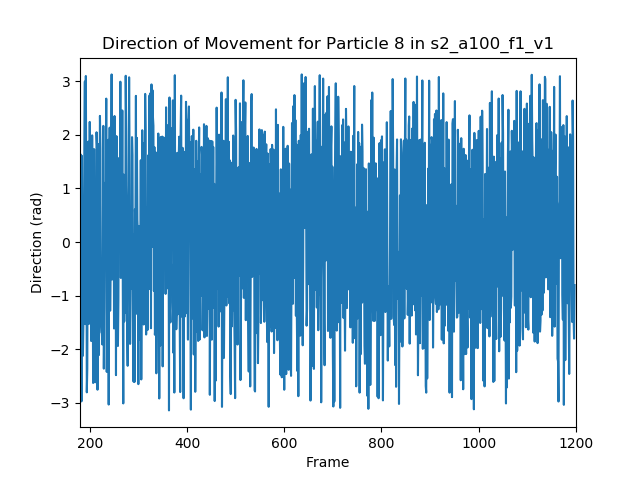 Direction of Movement for Particle 8 in s2_a100_f1_v1
Direction (rad)
3
2
1
0
−1
−2
−3
200 400 600 800 1000 1200
Frame